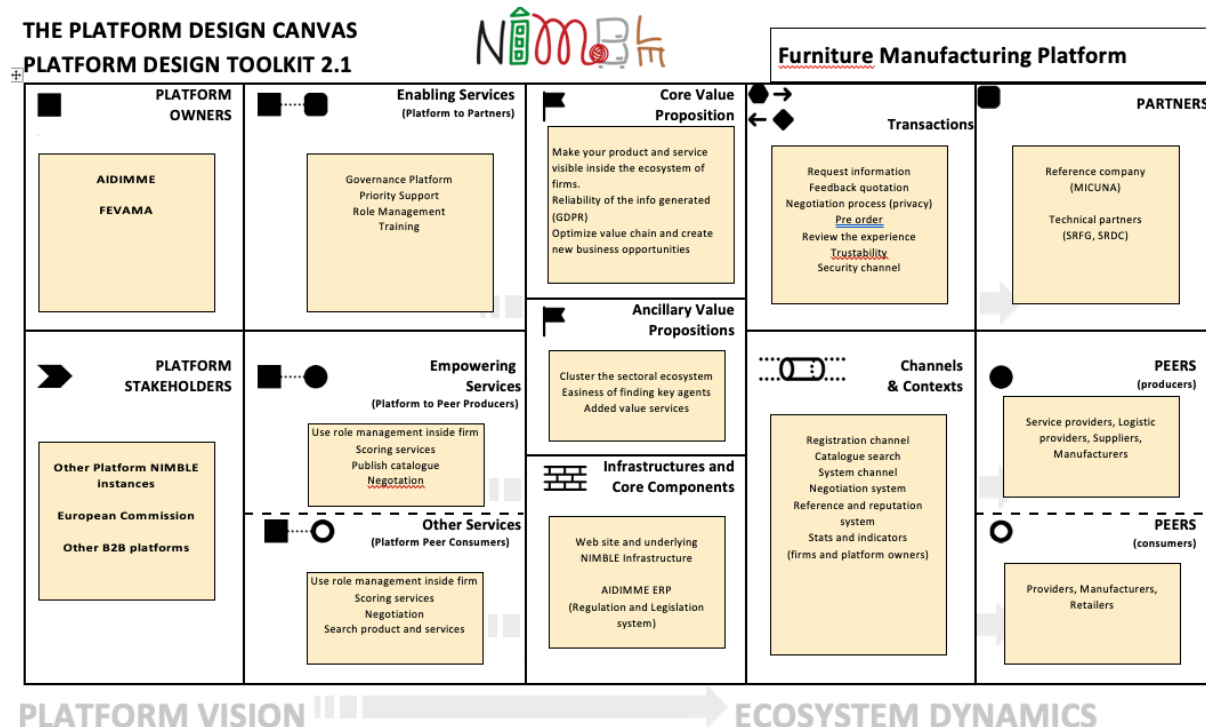 THE PLATFORM DESIGN CANVAS
PLATFORM DESIGN TOOLKIT 2.1
NIMBLE
Furniture Manufacturing Platform
PLATFORM
OWNERS
AIDIMME
FEVAMA
Enabling Services
(Platform to Partners)
Governance Platform
Priority Support
Role Management
Training
Core Value
Proposition
Make your product and service
visible inside the ecosystem of
firms.
Reliability of the info generated
(GDPR)
Optimize value chain and create
new business opportunities
Transactions
Request information
Feedback quotation
Negotiation process (privacy)
Pre order
Review the experience
Trustability
Security channel
PARTNERS
Reference company
(MICUNA)
Technical partners
(SRFG, SRDC)
PLATFORM
STAKEHOLDERS
Other Platform NIMBLE
instances
European Commission
Other B2B platforms
Empowering
Services
(Platform to Peer Producers)
Use role management inside firm
Scoring services
Publish catalogue
Negotation
Other Services
(Platform Peer Consumers)
Use role management inside firm
Scoring services
Negotiation
Search product and services
Ancillary Value
Propositions
Cluster the sectoral ecosystem
Easiness of finding key agents
Added value services
Infrastructures and
Core Components
Web site and underlying
NIMBLE Infrastructure
AIDIMME ERP
(Regulation and Legislation
system)
Channels
& Contexts
Registration channel
Catalogue search
System channel
Negotiation system
Reference and reputation
system
Stats and indicators
(firms and platform owners)
PEERS
(producers)
Service providers, Logistic
providers, Suppliers,
Manufacturers
PEERS
(consumers)
Providers, Manufacturers,
Retailers
PLATFORM VISION
ECOSYSTEM DYNAMICS